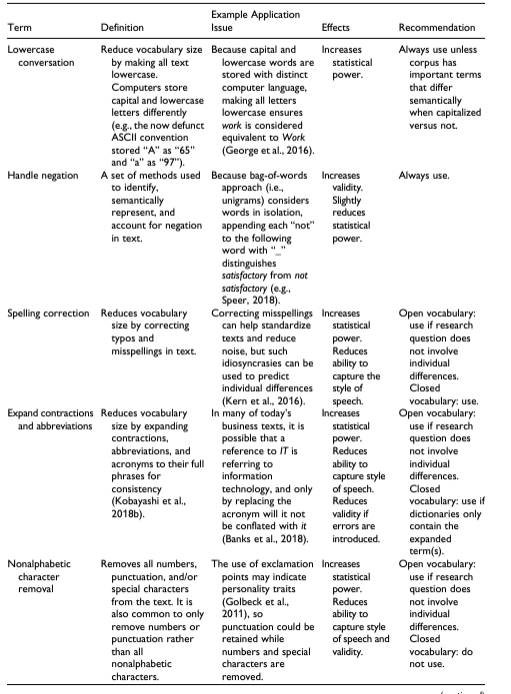 Term
Definition
Example Application
Issue
Effects
Recommendation
Lowercase
conversation
Reduce vocabulary size
by making all text
lowercase.
Computers store
capital and lowercase
letters differently
(e.g., the now defunct
ASCII convention
stored “A” as “65”
and “a” as “97”).
Because capital and
lowercase words are
stored with distinct
computer language,
making all letters
lowercase ensures
work is considered
equivalent to Work
(George et al., 2016).
Increases
statistical
power.
Always use unless
corpus has
important terms
that differ
semantically
when capitalized
versus not.
Handle negation
A set of methods used
to identify,
semantically
represent, and
account for negation
in text.
Because bag-of-words
approach (i.e.,
unigrams) considers
words in isolation,
appending each “not”
to the following
word with “_”
distinguishes
satisfactory from not
satisfactory (e.g.,
Speer, 2018).
Increases
validity.
Slightly
reduces
statistical
power.
Always use.
Spelling correction
Reduces vocabulary
size by correcting
typos and
misspellings in text.
Correcting misspellings
can help standardize
texts and reduce
noise, but such
idiosyncrasies can be
used to predict
individual differences
(Kern et al., 2016).
Increases
statistical
power.
Reduces
ability to
capture the
style of
speech.
Open vocabulary:
use if research
question does
not involve
individual
differences.
Closed
vocabulary: use.
Expand contractions
and abbreviations
Reduces vocabulary
size by expanding
contractions,
abbreviations, and
acronyms to their full
phrases for
consistency
(Kobayashi et al.,
2018b).
In many of today’s
business texts, it is
possible that a
reference to IT is
referring to
information
technology, and only
by replacing the
acronym will it not
be conflated with it
(Banks et al., 2018).
Increases
statistical
power.
Reduces
ability to
capture style
of speech.
Reduces
validity if
errors are
introduced.
Open vocabulary:
use if research
question does
not involve
individual
differences.
Closed
vocabulary: use if
dictionaries only
contain the
expanded
term(s).
Nonalphabetic
character
removal
Removes all numbers,
punctuation, and/or
special characters
from the text. It is
also common to only
remove numbers or
punctuation rather
than all
nonalphabetic
characters.
The use of exclamation
points may indicate
personality traits
(Golbeck et al.,
2011), so
punctuation could be
retained while
numbers and special
characters are
removed.
Increases
statistical
power.
Reduces
ability to
capture style
of speech and
validity.
Open vocabulary:
use if research
question does
not involve
individual
differences.
Closed
vocabulary: do
not use.